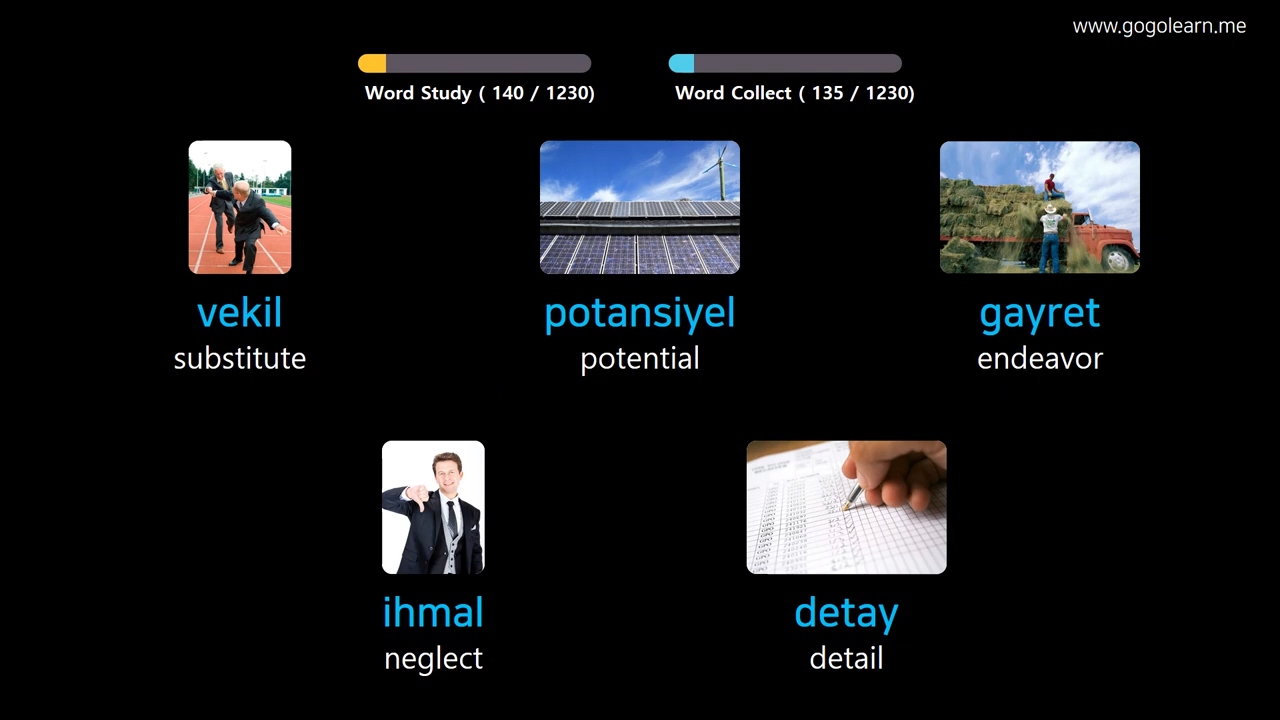 www.gogolearn.me
Word Study ( 140 / 1230)
Word Collect ( 135 / 1230)
vekil
substitute
potansiyel
potential
gayret
endeavor
ihmal
neglect
detay
detail